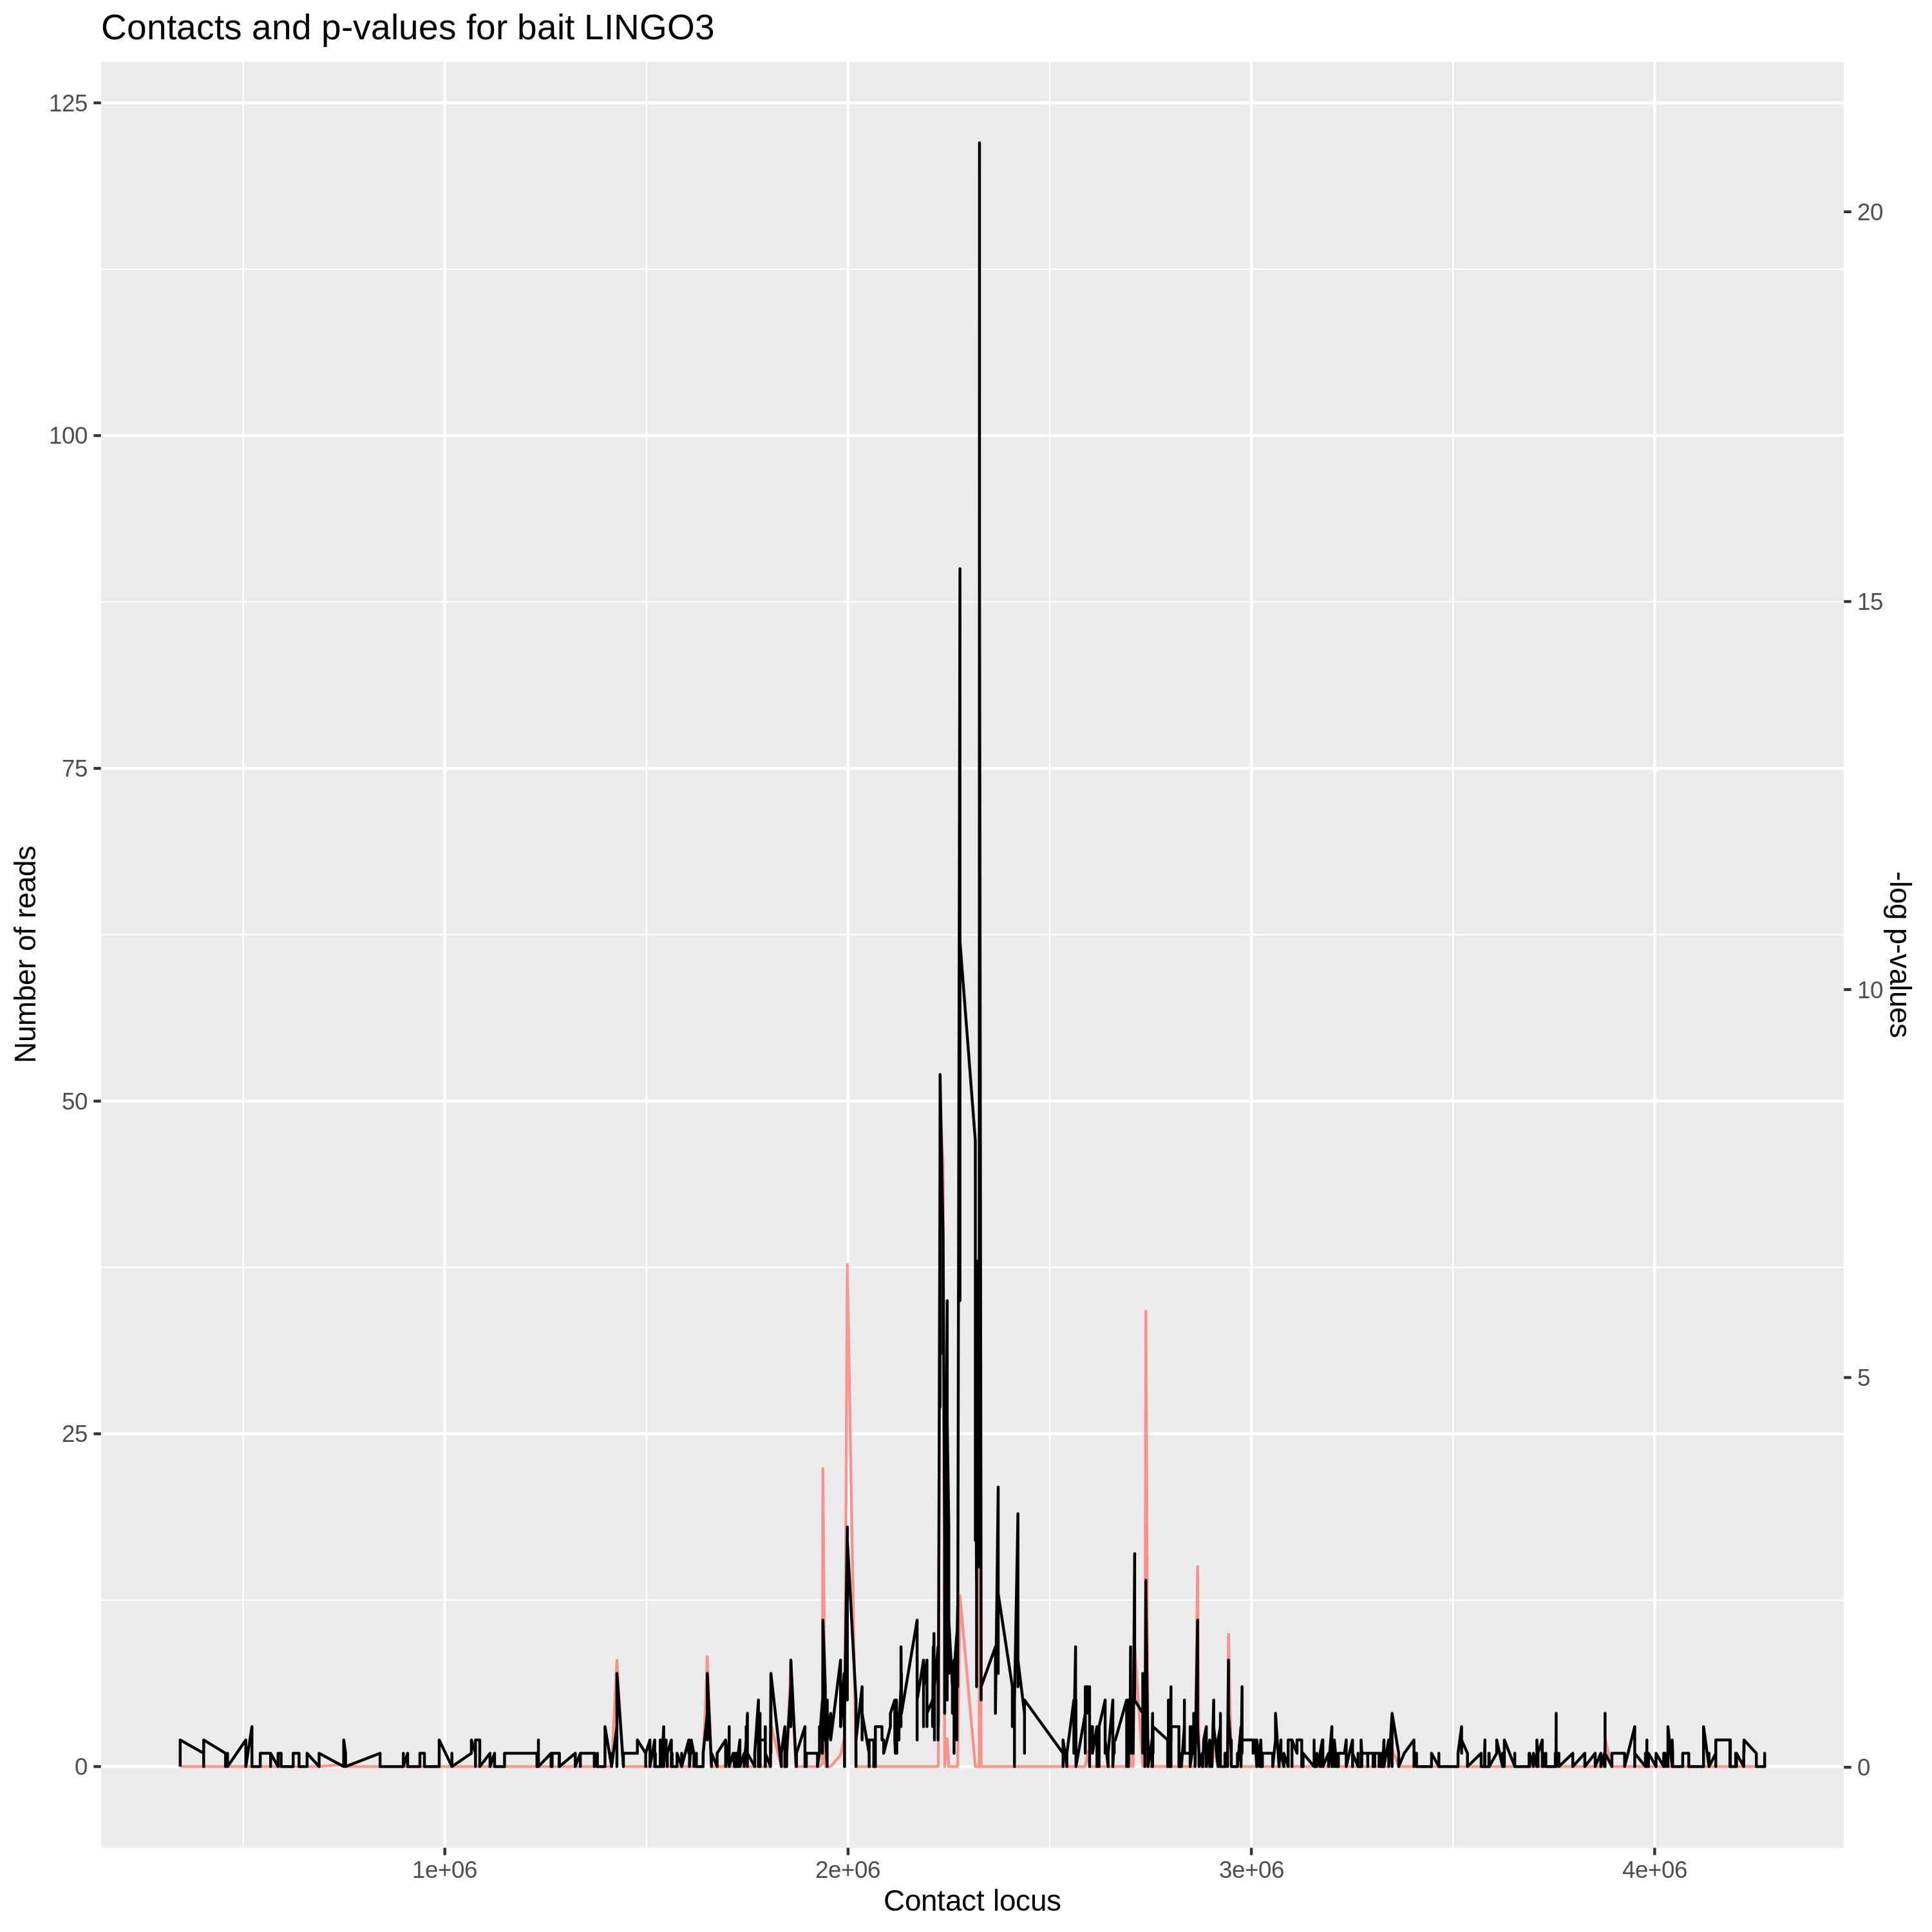 Contacts and p-values for bait LINGO3
125
100
75
50
25
0
20
15
10
5
0
Number of reads
-log p-values
1e+06
2e+06
3e+06
4e+06
Contact locus